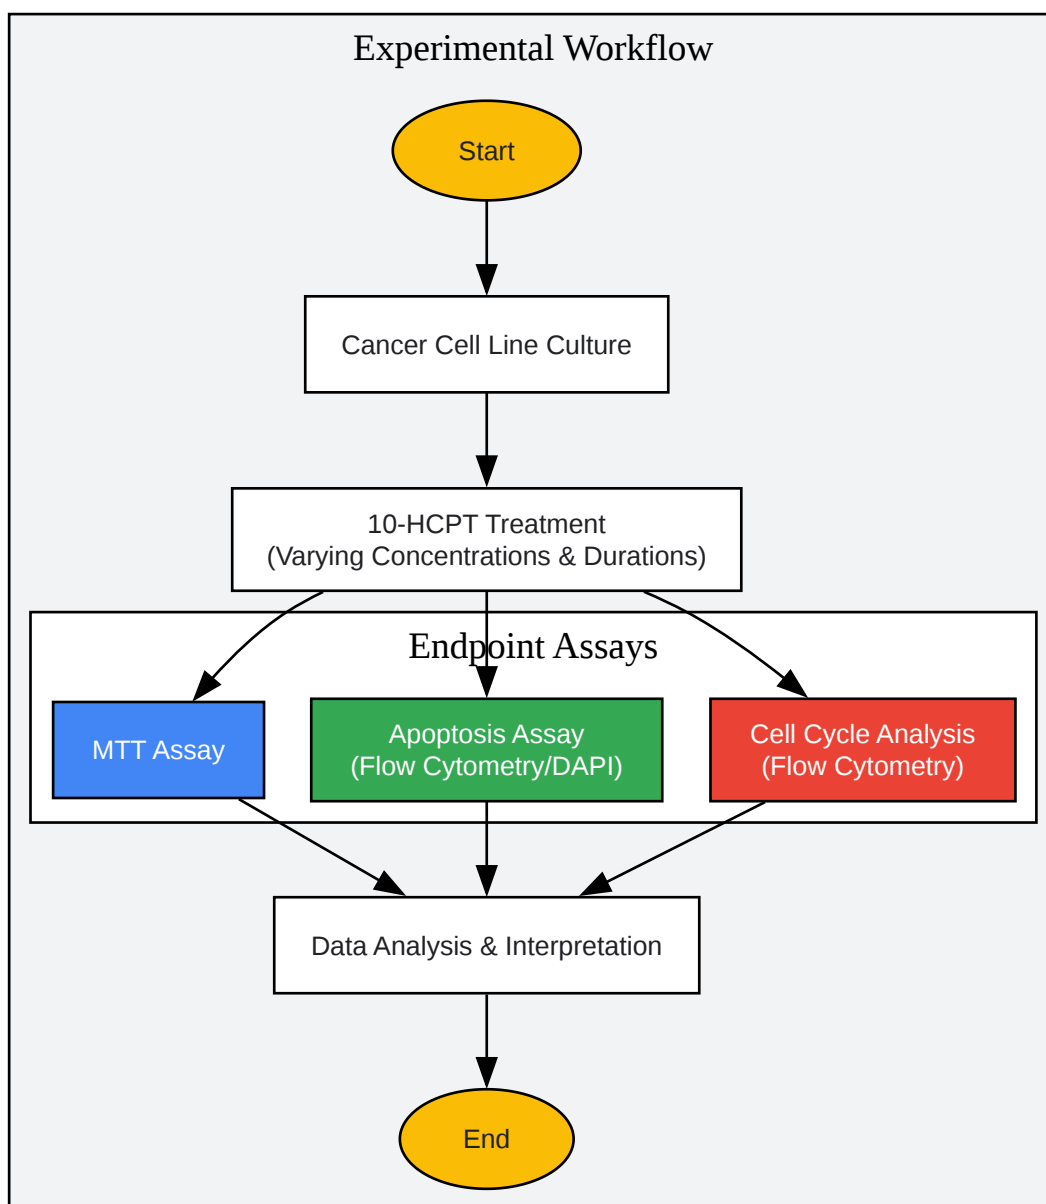 Experimental Workflow
Start
Cancer Cell Line Culture
10-HCPT Treatment
(Varying Concentrations & Durations)
Endpoint Assays
MTT Assay
Apoptosis Assay
(Flow Cytometry/DAPI)
Cell Cycle Analysis
(Flow Cytometry)
Data Analysis & Interpretation
End